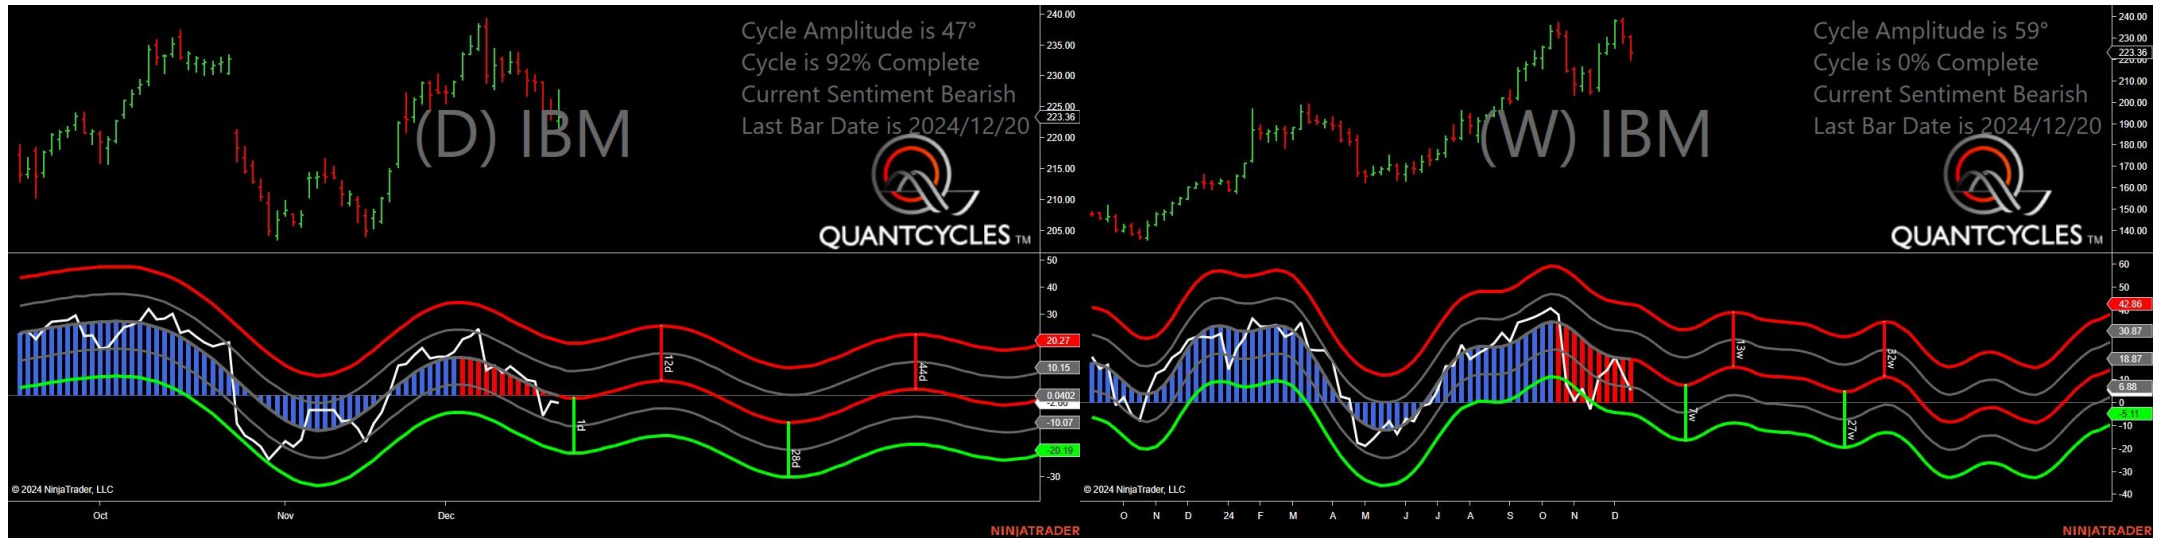 Cycle Amplitude is 47°
Cycle is 92% Complete
Current Sentiment Bearish
Last Bar Date is 2024/12/20
(D) IBM
QUANTCYCLES TM
240.00
235.00
230.00
225.00
223.36
220.00
215.00
210.00
205.00
50
40
30
20.27
10.15
0.0402
-2.00
-10.07
-20.19
-30
1d
12d
28d
44d
© 2024 NinjaTrader, LLC
Oct Nov Dec
NINJATRADER
Cycle Amplitude is 59°
Cycle is 0% Complete
Current Sentiment Bearish
Last Bar Date is 2024/12/20
(W) IBM
QUANTCYCLES TM
240.00
230.00
223.36
220.00
210.00
200.00
190.00
180.00
170.00
160.00
150.00
140.00
60
50
42.86
40
30.87
18.87
10
6.88
0
-5.11
-10
-20
-30
-40
7w
13w
27w
32w
© 2024 NinjaTrader, LLC
O N D 24 F M A M J J A S O N D
NINJATRADER